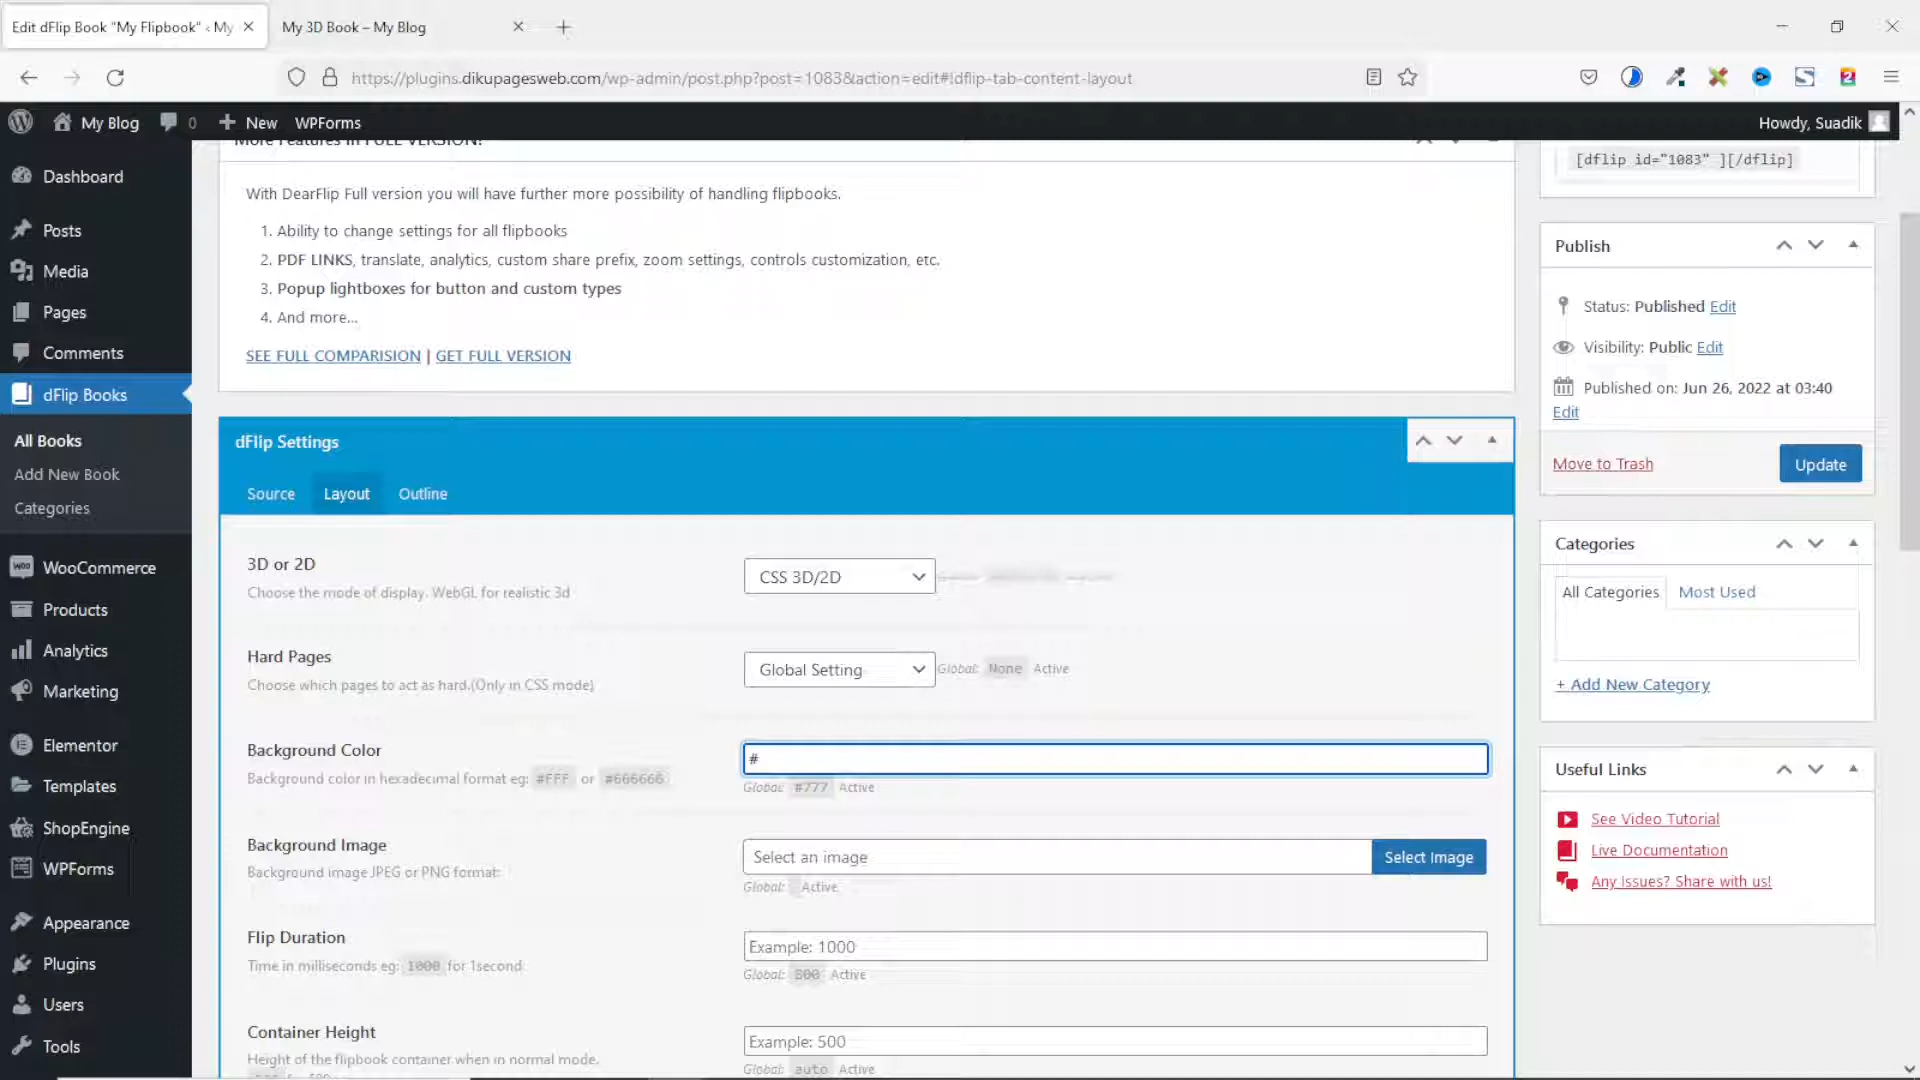 Edit dFlip Book "My Flipbook" ‹ My
My 3D Book – My Blog
https://plugins.dikupagesweb.com/wp-admin/post.php?post=1083&action=edit#!dflip-tab-content-layout
My Blog 0 New WPForms Howdy, Suadik
Dashboard
Posts
Media
Pages
Comments
dFlip Books
All Books
Add New Book
Categories
WooCommerce
Products
Analytics
Marketing
Elementor
Templates
ShopEngine
WPForms
Appearance
Plugins
Users
Tools
More Features in FULL VERSION!
With DearFlip Full version you will have further more possibility of handling flipbooks.
1. Ability to change settings for all flipbooks
2. PDF LINKS, translate, analytics, custom share prefix, zoom settings, controls customization, etc.
3. Popup lightboxes for button and custom types
4. And more...
SEE FULL COMPARISION | GET FULL VERSION
dFlip Settings
Source Layout Outline
3D or 2D
Choose the mode of display. WebGL for realistic 3d
CSS 3D/2D
Hard Pages
Choose which pages to act as hard.(Only in CSS mode)
Global Setting Global: None Active
Background Color
Background color in hexadecimal format eg: #FFF or #666666
#
Global: #777 Active
Background Image
Background image JPEG or PNG format:
Select an image Select Image
Global: Active
Flip Duration
Time in milliseconds eg: 1000 for 1second
Example: 1000
Global: 800 Active
Container Height
Height of the flipbook container when in normal mode.
Example: 500
Global: auto Active
[dflip id="1083" ][/dflip]
Publish
Status: Published Edit
Visibility: Public Edit
Published on: Jun 26, 2022 at 03:40
Edit
Move to Trash Update
Categories
All Categories Most Used
+ Add New Category
Useful Links
See Video Tutorial
Live Documentation
Any Issues? Share with us!